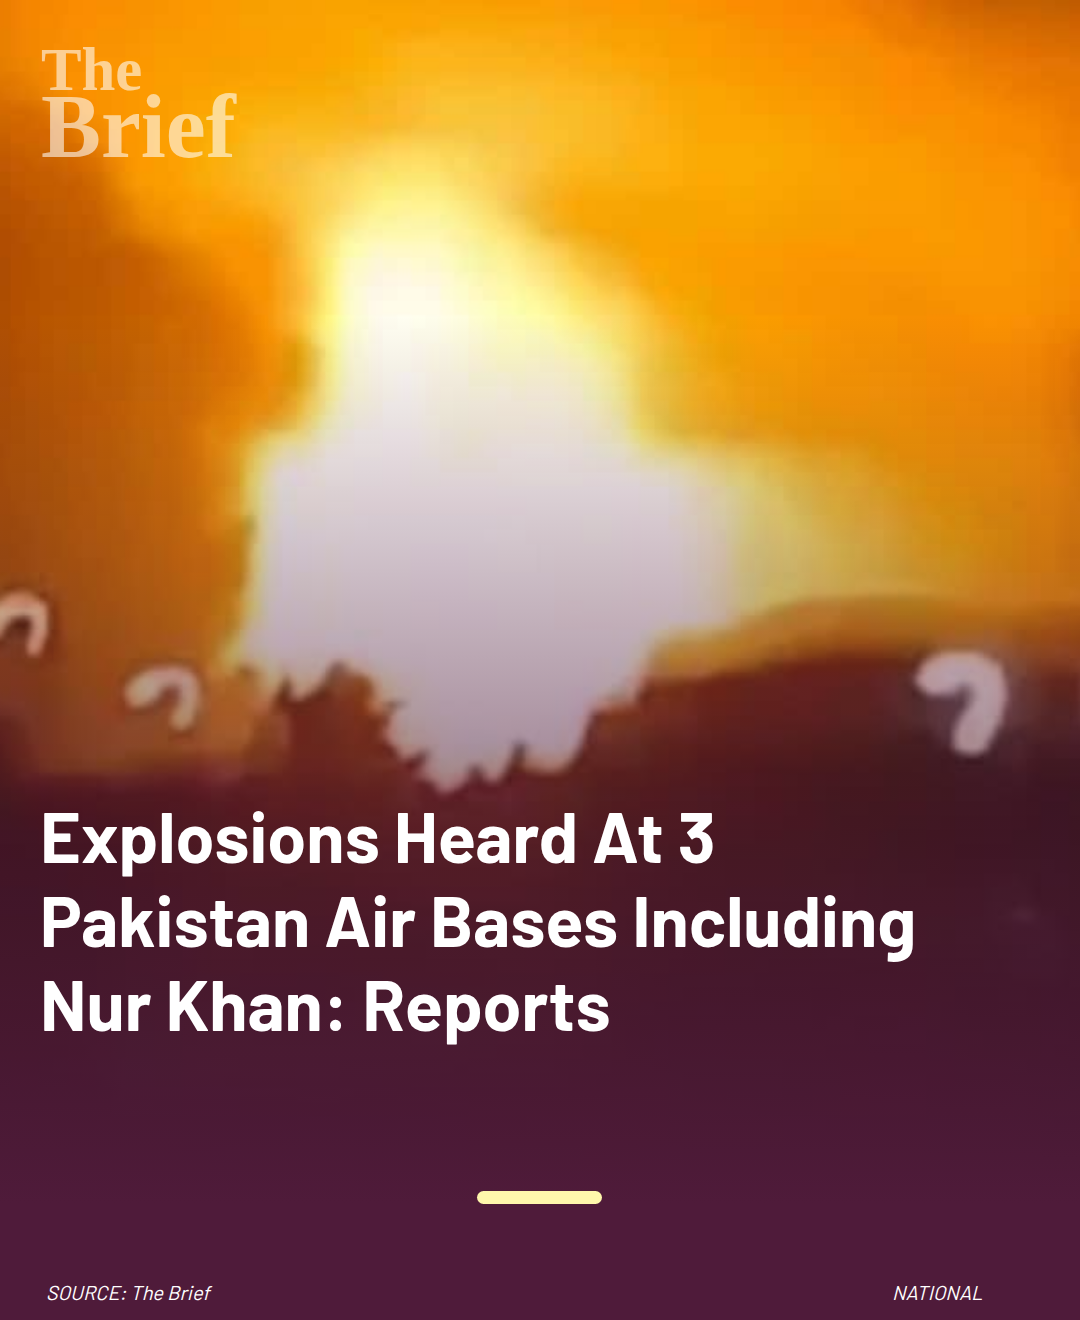 The
Brief
Explosions Heard At 3
Pakistan Air Bases Including
Nur Khan: Reports
SOURCE: The Brief
NATIONAL